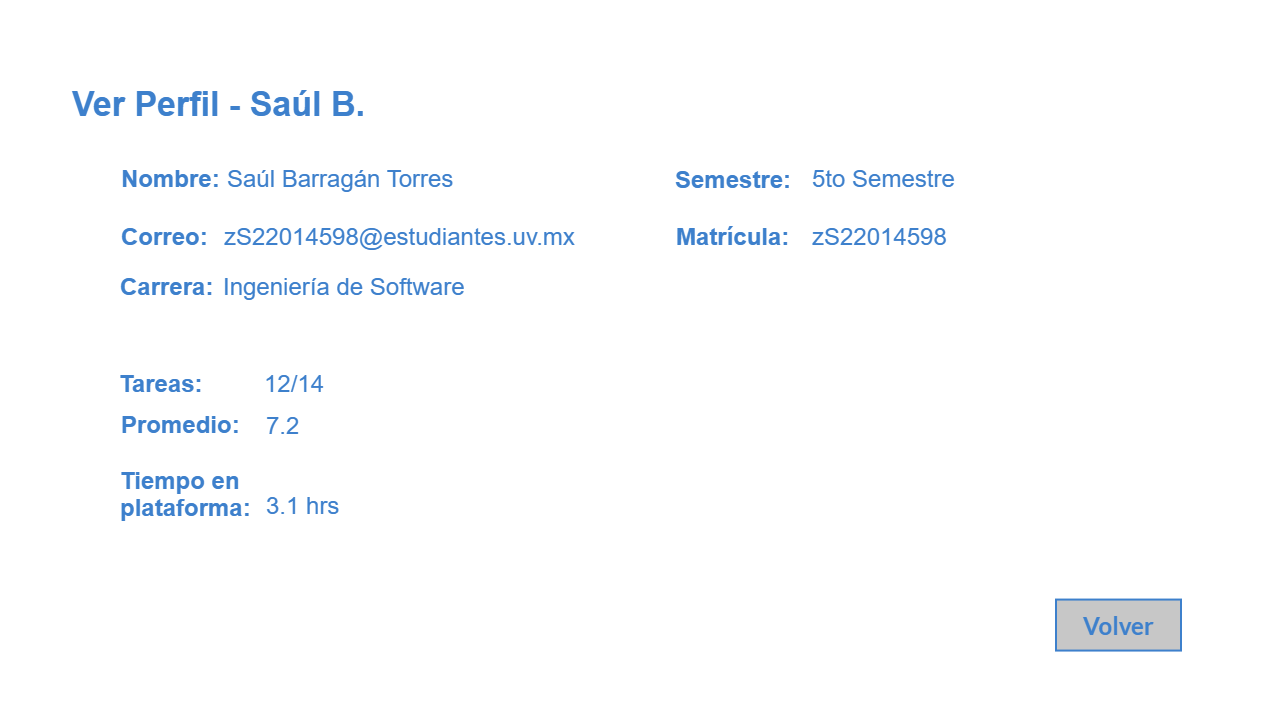 Ver Perfil - Saúl B.
Nombre: Saúl Barragán Torres
Semestre: 5to Semestre
Correo: zS22014598@estudiantes.uv.mx
Matrícula: zS22014598
Carrera: Ingeniería de Software
Tareas: 12/14
Promedio: 7.2
Tiempo en
plataforma: 3.1 hrs
Volver